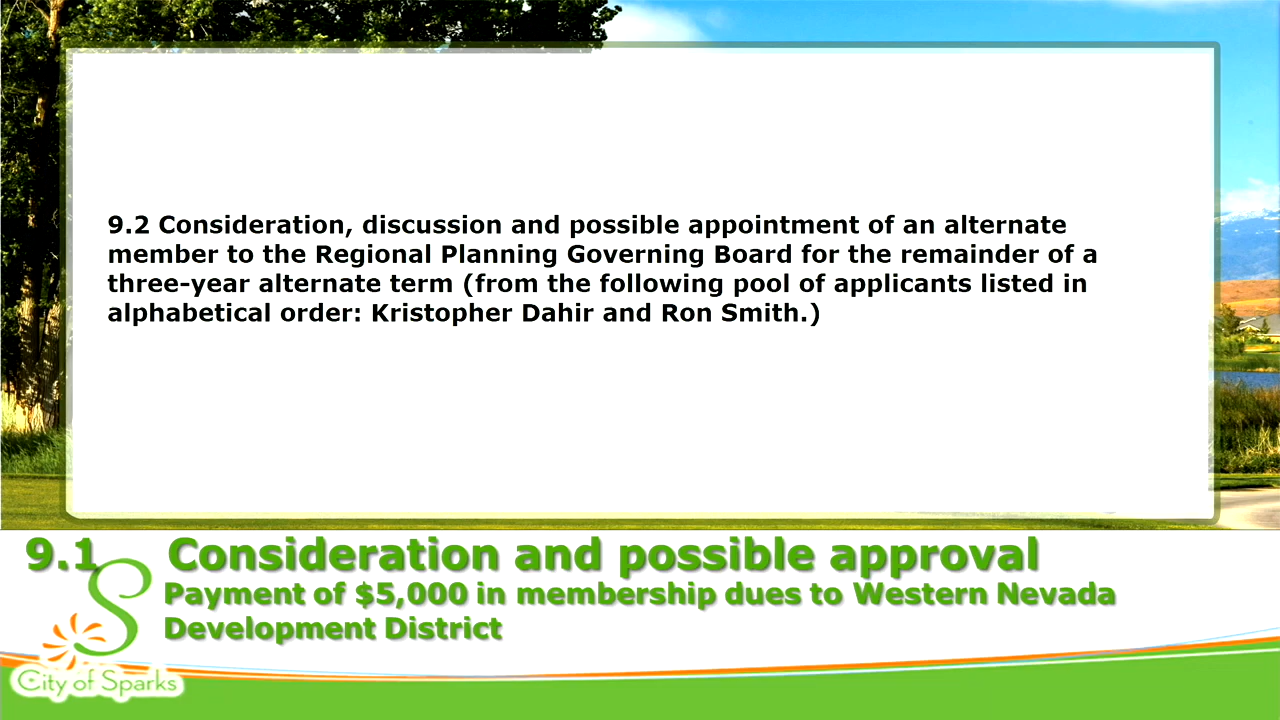 9.2 Consideration, discussion and possible appointment of an alternate
member to the Regional Planning Governing Board for the remainder of a
three-year alternate term (from the following pool of applicants listed in
alphabetical order: Kristopher Dahir and Ron Smith.)
9.1 Consideration and possible approval
Payment of $5,000 in membership dues to Western Nevada
Development District
S
City of Sparks